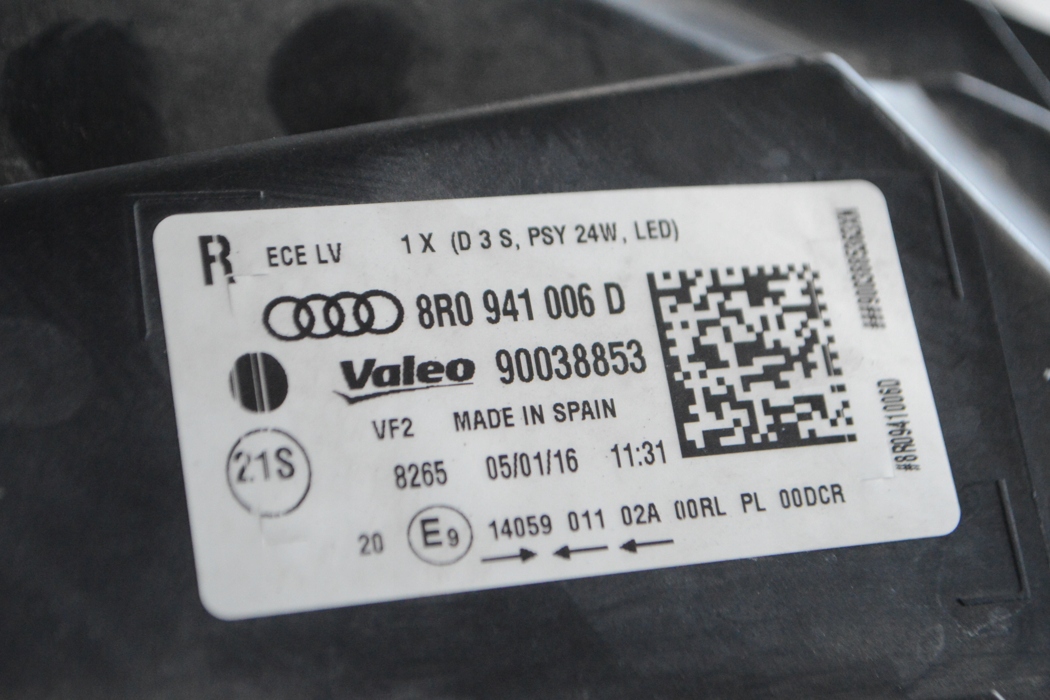 R ECE LV 1 X (D 3 S, PSY 24W, LED)
8R0 941 006 D
Valeo 90038853
VF2 MADE IN SPAIN
21S
8265 05/01/16 11:31
20 E9 14059 011 02A 00RL PL 00DCR
#8R0941006D